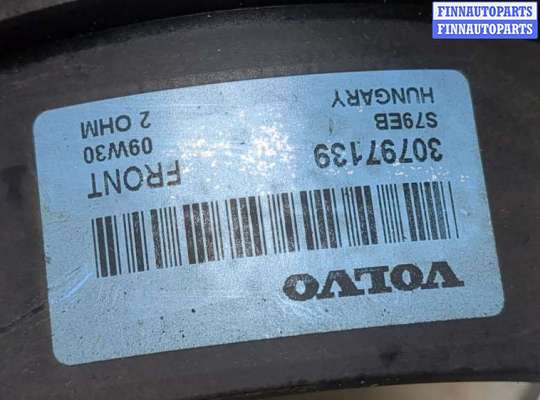 FINNAUTOPARTS
FINNAUTOPARTS
VOLVO
30797139 FRONT
S79EB 09W30
HUNGARY 2 OHM